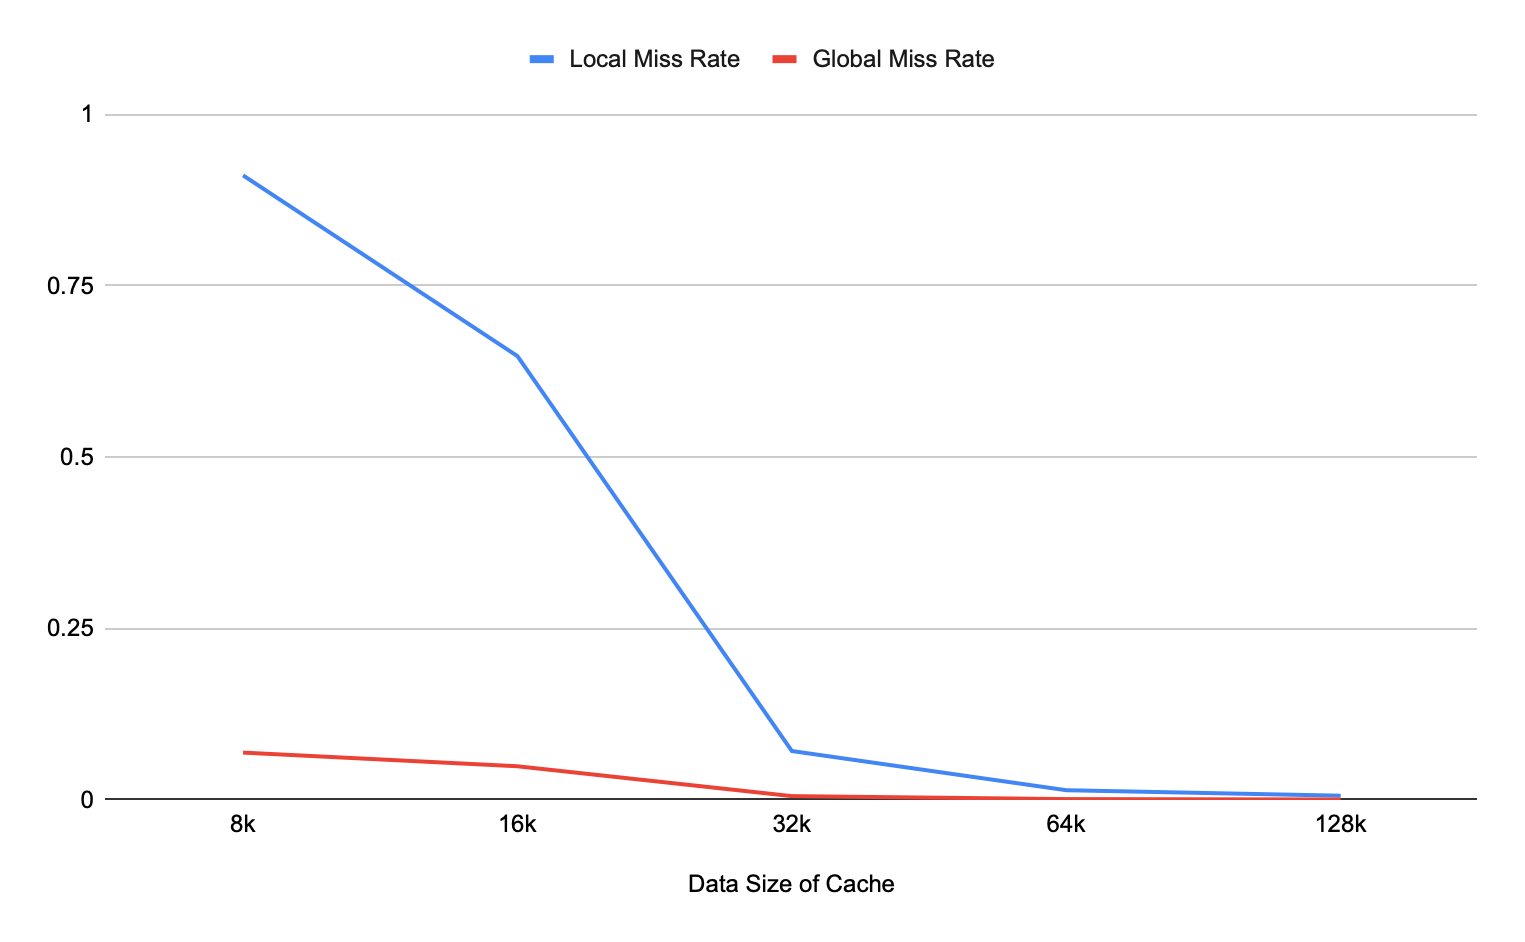 Local Miss Rate Global Miss Rate
1
0.75
0.5
0.25
0
8k 16k 32k 64k 128k
Data Size of Cache